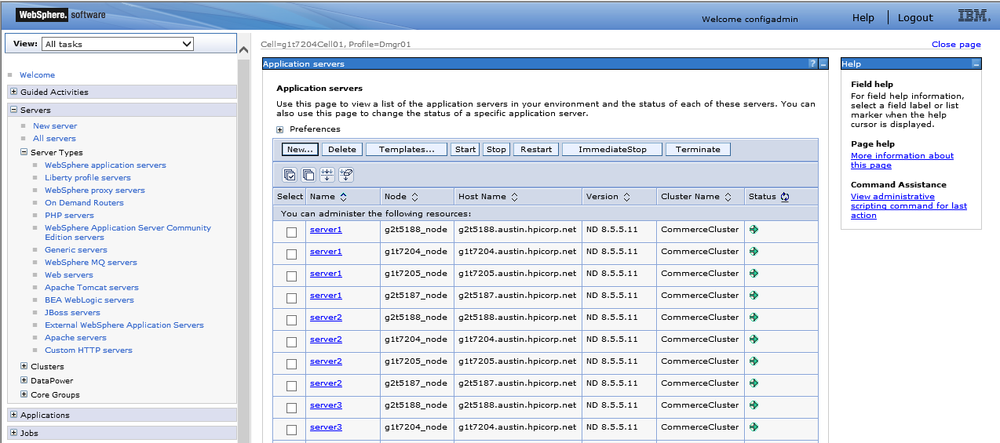 WebSphere. software
Welcome configadmin
Help
Logout
IBM.
View: All tasks
Welcome
Guided Activities
Servers
New server
All servers
Server Types
WebSphere application servers
Liberty profile servers
WebSphere proxy servers
On Demand Routers
PHP servers
WebSphere Application Server Community
Edition servers
Generic servers
WebSphere MQ servers
Web servers
Apache Tomcat servers
BEA WebLogic servers
JBoss servers
External WebSphere Application Servers
Apache servers
Custom HTTP servers
Clusters
DataPower
Core Groups
Applications
Jobs
Cell=g1t7204Cell01, Profile=Dmgr01
Close page
Application servers
?
Application servers
Use this page to view a list of the application servers in your environment and the status of each of these servers. You can
also use this page to change the status of a specific application server.
Preferences
New... Delete Templates... Start Stop Restart ImmediateStop Terminate
Select Name Node Host Name Version Cluster Name Status
You can administer the following resources:
server1 g2t5188_node g2t5188.austin.hpicorp.net ND 8.5.5.11 CommerceCluster
server1 g1t7204_node g1t7204.austin.hpicorp.net ND 8.5.5.11 CommerceCluster
server1 g1t7205_node g1t7205.austin.hpicorp.net ND 8.5.5.11 CommerceCluster
server1 g2t5187_node g2t5187.austin.hpicorp.net ND 8.5.5.11 CommerceCluster
server2 g2t5188_node g2t5188.austin.hpicorp.net ND 8.5.5.11 CommerceCluster
server2 g1t7204_node g1t7204.austin.hpicorp.net ND 8.5.5.11 CommerceCluster
server2 g1t7205_node g1t7205.austin.hpicorp.net ND 8.5.5.11 CommerceCluster
server2 g2t5187_node g2t5187.austin.hpicorp.net ND 8.5.5.11 CommerceCluster
server3 g2t5188_node g2t5188.austin.hpicorp.net ND 8.5.5.11 CommerceCluster
server3 g1t7204_node g1t7204.austin.hpicorp.net ND 8.5.5.11 CommerceCluster
Help
Field help
For field help information,
select a field label or list
marker when the help
cursor is displayed.
Page help
More information about
this page
Command Assistance
View administrative
scripting command for last
action